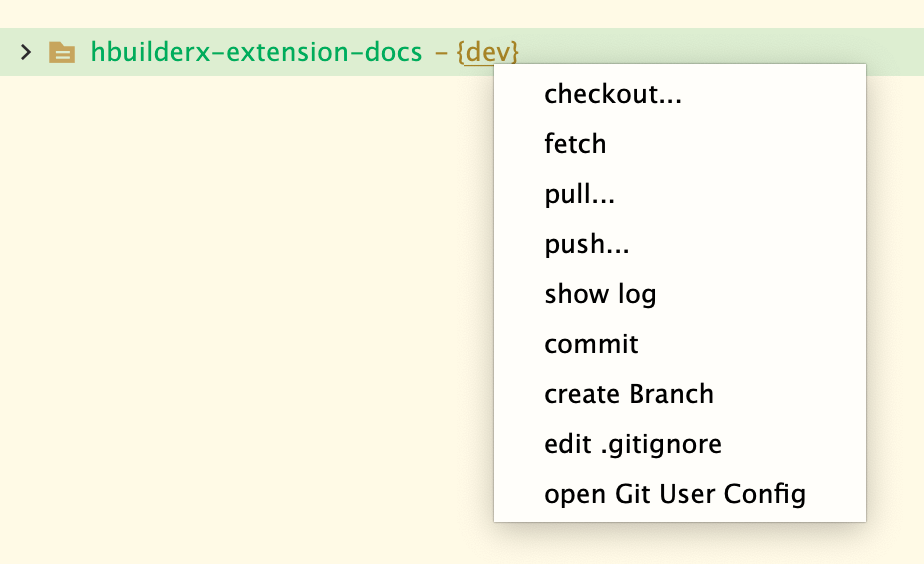 hbuilderx-extension-docs - {dev}
checkout...
fetch
pull...
push...
show log
commit
create Branch
edit .gitignore
open Git User Config